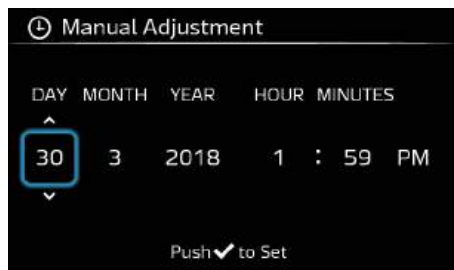 Manual Adjustment
DAY MONTH YEAR HOUR MINUTES
30 3 2018 1 : 59 PM
Push✔to Set